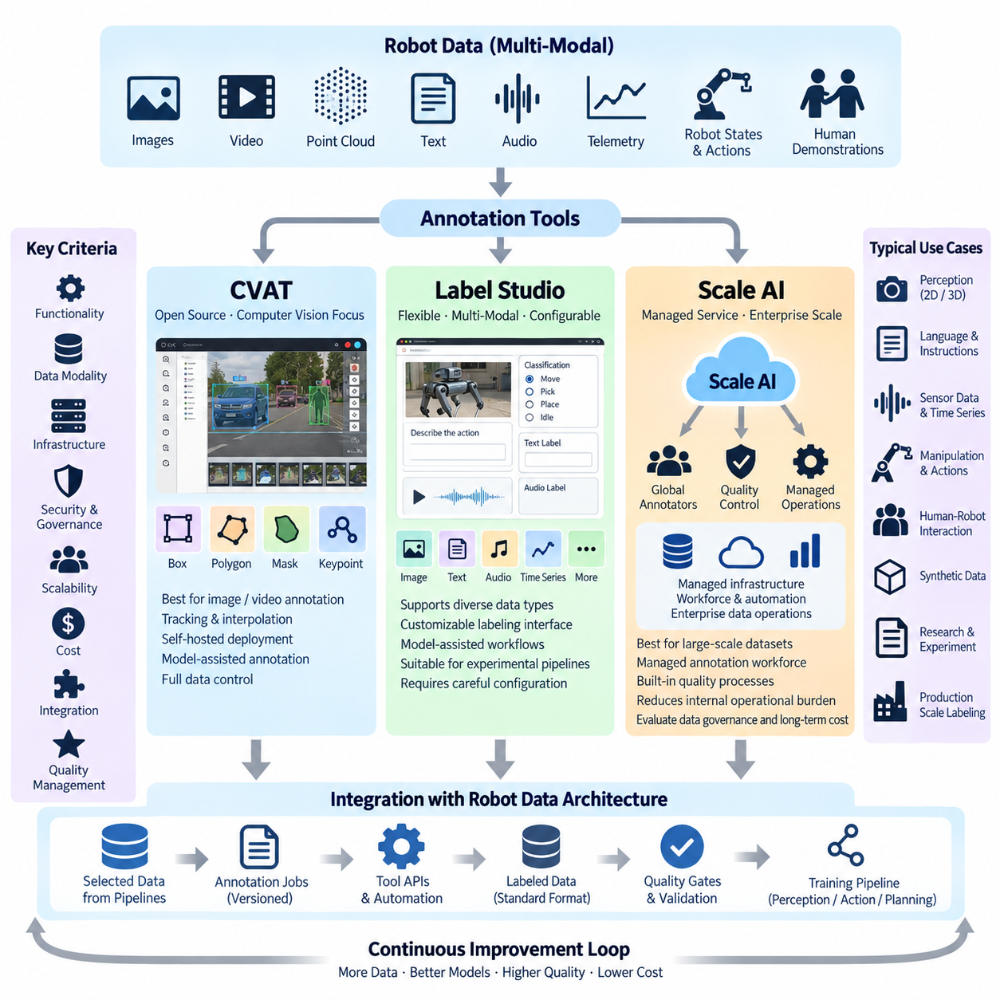 Robot Data (Multi-Modal)
Images
Video
Point Cloud
Text
Audio
Telemetry
Robot States
& Actions
Human
Demonstrations
Annotation Tools
Key Criteria
Functionality
Data Modality
Infrastructure
Security &
Governance
Scalability
Cost
Integration
Quality
Management
CVAT
Open Source · Computer Vision Focus
Box
Polygon
Mask
Keypoint
Best for image / video annotation
Tracking & interpolation
Self-hosted deployment
Model-assisted annotation
Full data control
Label Studio
Flexible · Multi-Modal · Configurable
Classification
Move
Pick
Place
Idle
Describe the action
Text Label
Audio Label
Image
Text
Audio
Time Series
More
Supports diverse data types
Customizable labeling interface
Model-assisted workflows
Suitable for experimental pipelines
Requires careful configuration
Scale AI
Managed Service · Enterprise Scale
Scale AI
Global
Annotators
Quality
Control
Managed
Operations
Managed infrastructure
Workforce & automation
Enterprise data operations
Best for large-scale datasets
Managed annotation workforce
Built-in quality processes
Reduces internal operational burden
Evaluate data governance and long-term cost
Typical Use Cases
Perception
(2D / 3D)
Language &
Instructions
Sensor Data
& Time Series
Manipulation
& Actions
Human-Robot
Interaction
Synthetic Data
Research &
Experiment
Production
Scale Labeling
Integration with Robot Data Architecture
Selected Data
from Pipelines
Annotation Jobs
(Versioned)
Tool APIs
& Automation
Labeled Data
(Standard Format)
Quality Gates
& Validation
Training Pipeline
(Perception / Action / Planning)
Continuous Improvement Loop
More Data · Better Models · Higher Quality · Lower Cost